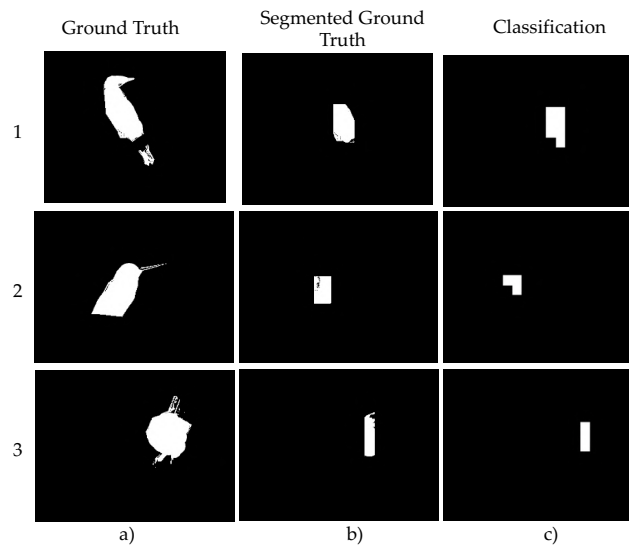 Ground Truth
Segmented Ground
Truth
Classification
1
2
3
a)
b)
c)